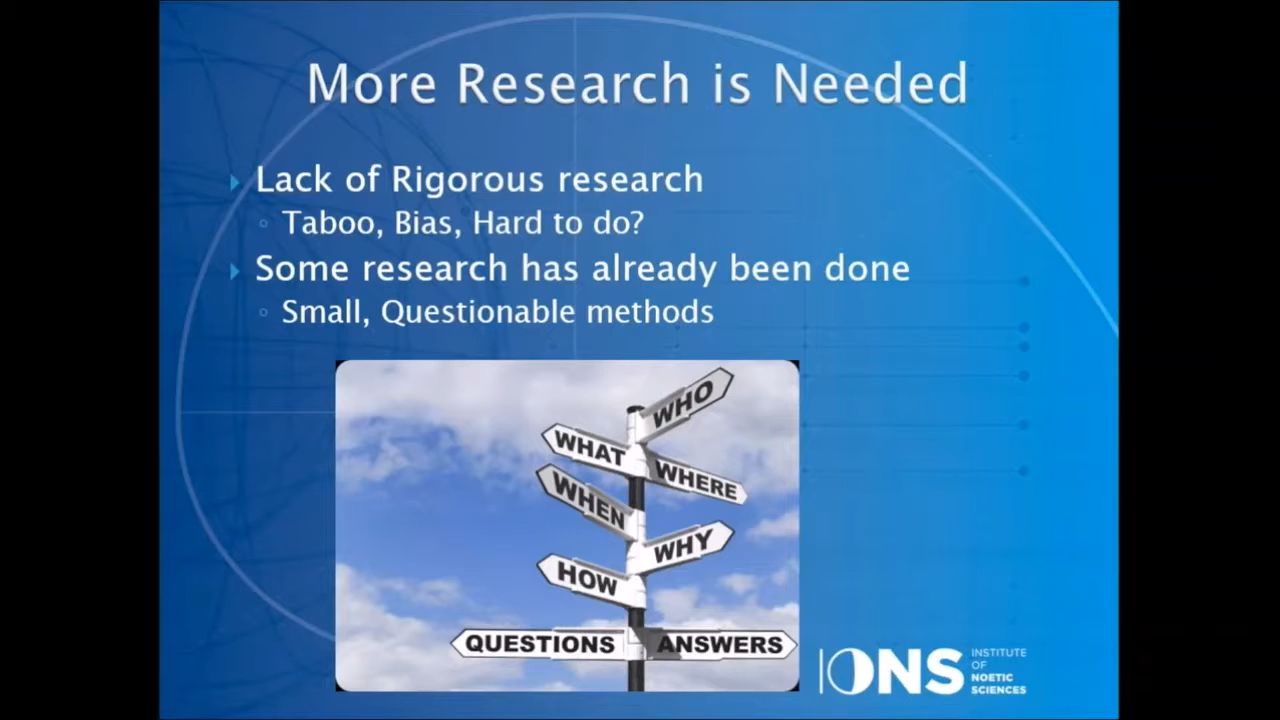 More Research is Needed
Lack of Rigorous research
Taboo, Bias, Hard to do?
Some research has already been done
Small, Questionable methods
WHO
WHAT
WHERE
WHEN
WHY
HOW
QUESTIONS
ANSWERS
IONS
INSTITUTE
OF
NOETIC
SCIENCES